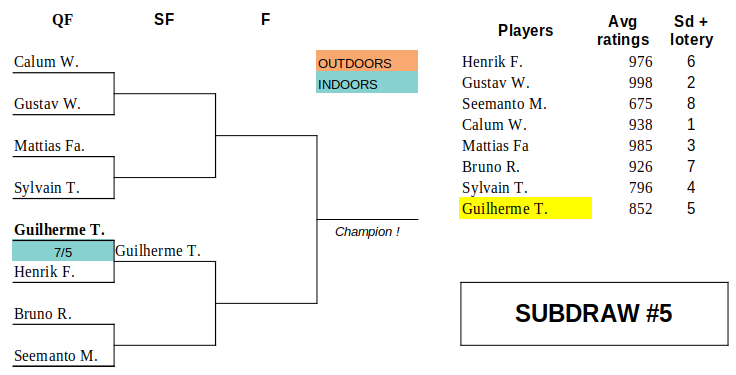 QF SF F
Calum W.
Gustav W.
Mattias Fa.
Sylvain T.
Guilherme T.
7/5 Guilherme T.
Henrik F.
Bruno R.
Seemanto M.
OUTDOORS
INDOORS
Champion !
Players Avg ratings Sd + lotery
Henrik F. 976 6
Gustav W. 998 2
Seemanto M. 675 8
Calum W. 938 1
Mattias Fa 985 3
Bruno R. 926 7
Sylvain T. 796 4
Guilherme T. 852 5
SUBDRAW #5